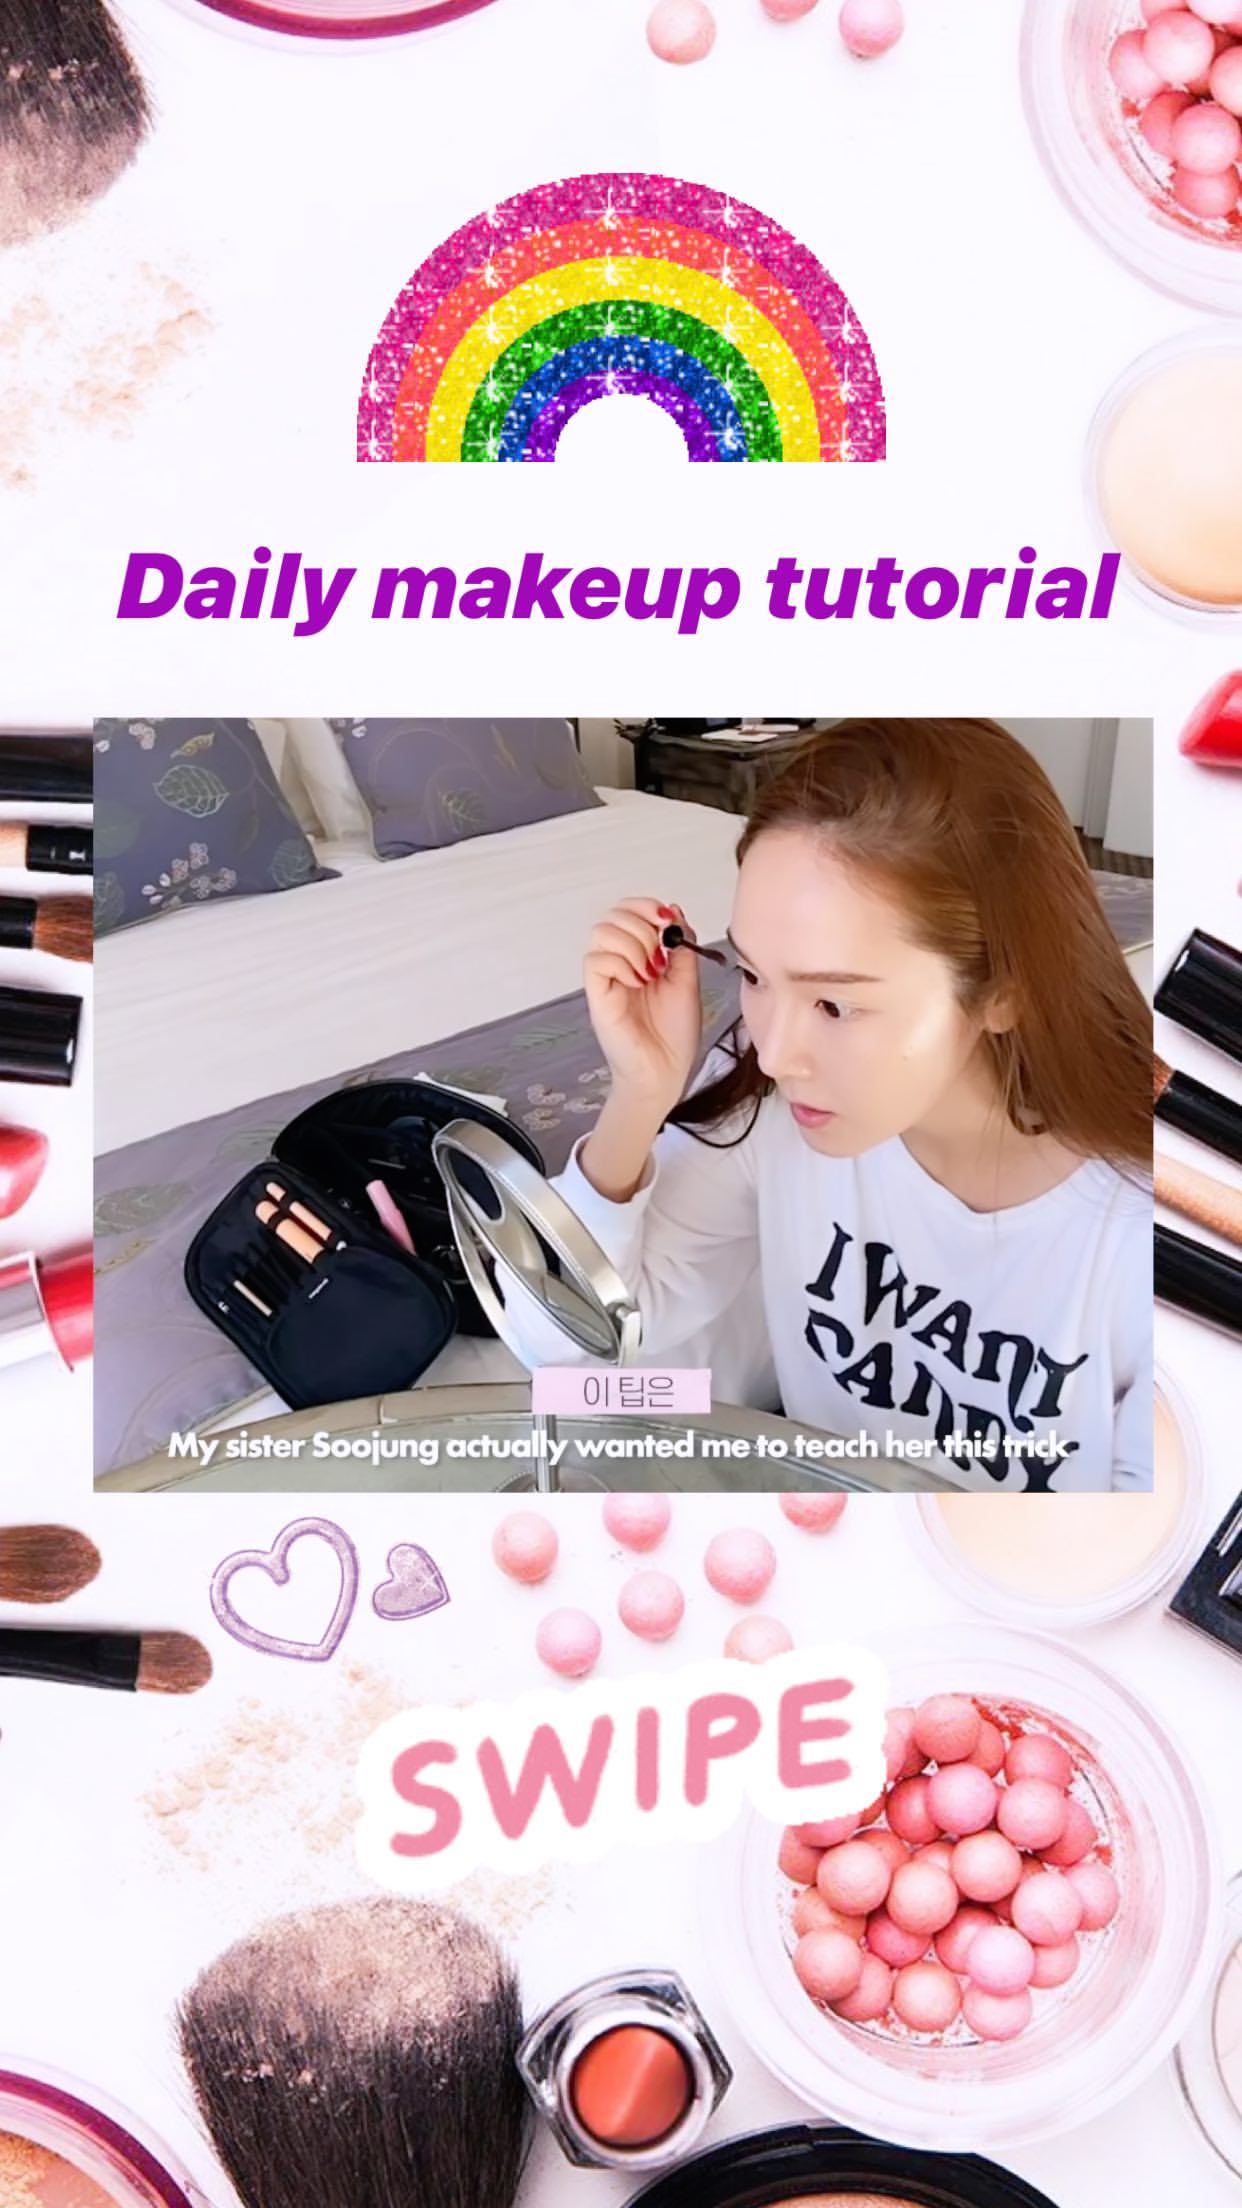 Daily makeup tutorial
I WANT
CANDY
이 팁은
My sister Soojung actually wanted me to teach her this trick
SWIPE